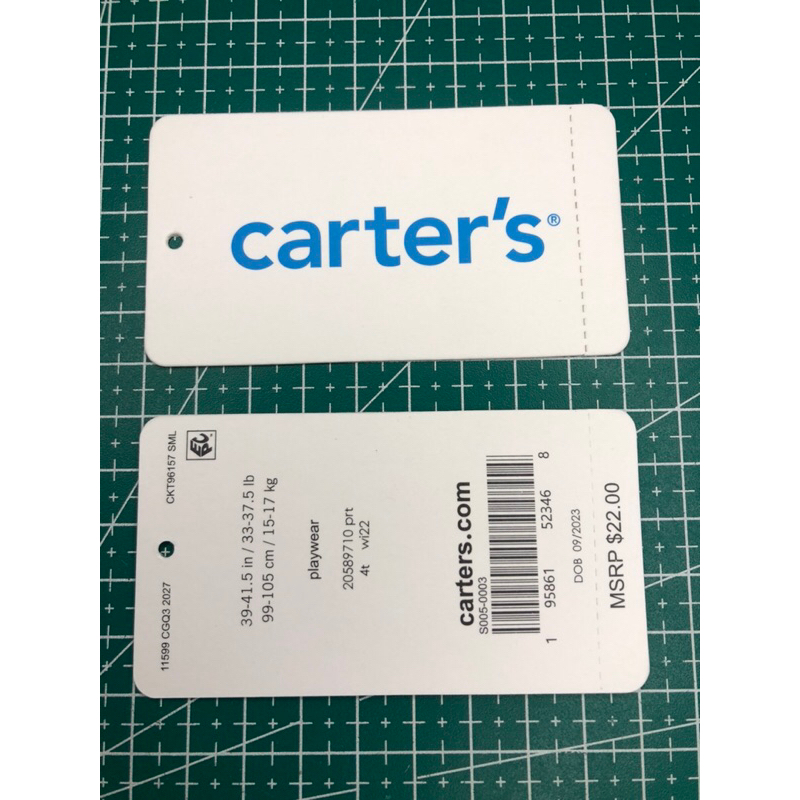 carter's®
CKT96157 SML
11599 CGQ3 2027
39-41.5 in / 33-37.5 lb
99-105 cm / 15-17 kg
playwear
20589710 prt
4t wi22
carters.com
S005-0003
1 95861 52346 8
DOB 09/2023
MSRP $22.00